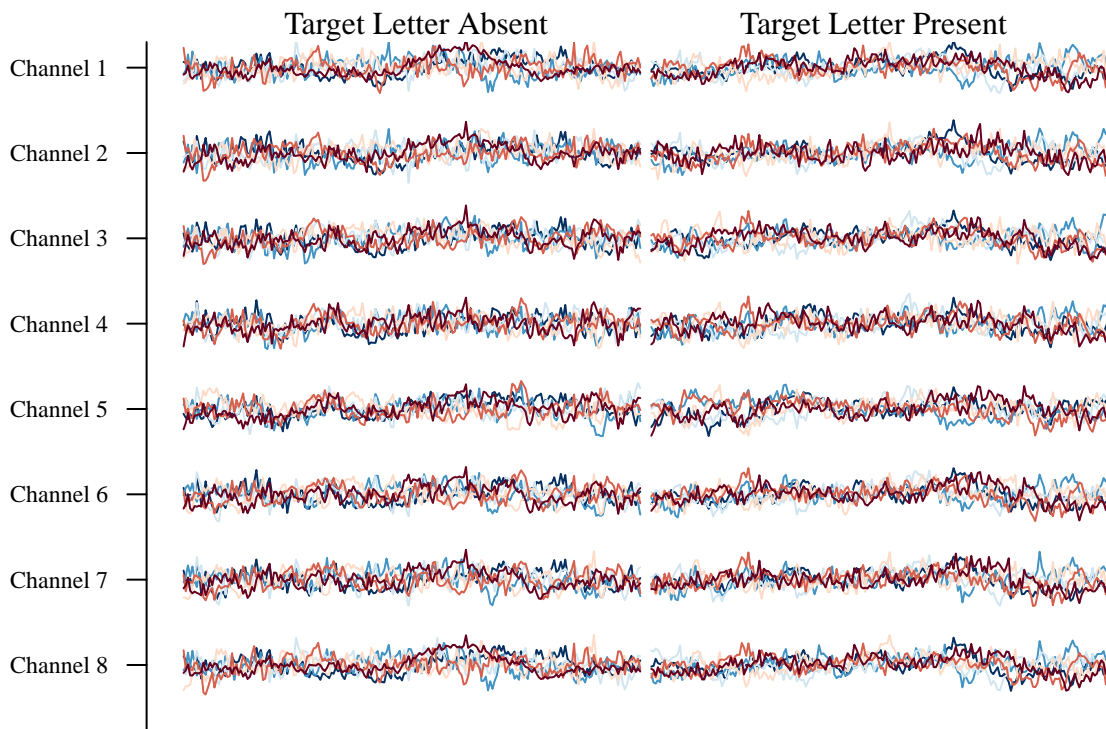 Target Letter Absent
Target Letter Present
Channel 1
Channel 2
Channel 3
Channel 4
Channel 5
Channel 6
Channel 7
Channel 8